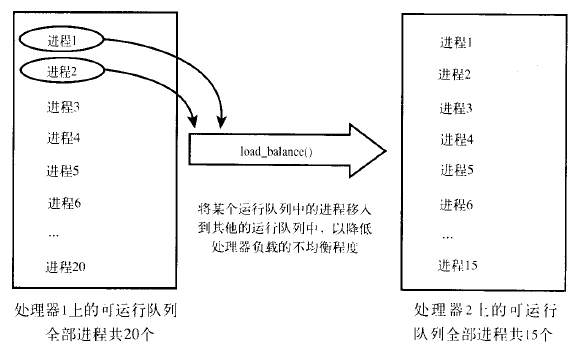 进程1
进程2
进程3
进程4
进程5
进程6
...
进程20
处理器1上的可运行队列
全部进程共20个
load_balance()
将某个运行队列中的进程移入
到其他的运行队列中，以降低
处理器负载的不均衡程度
进程1
进程2
进程3
进程4
进程5
进程6
...
进程15
处理器2上的可运行
队列全部进程共15个